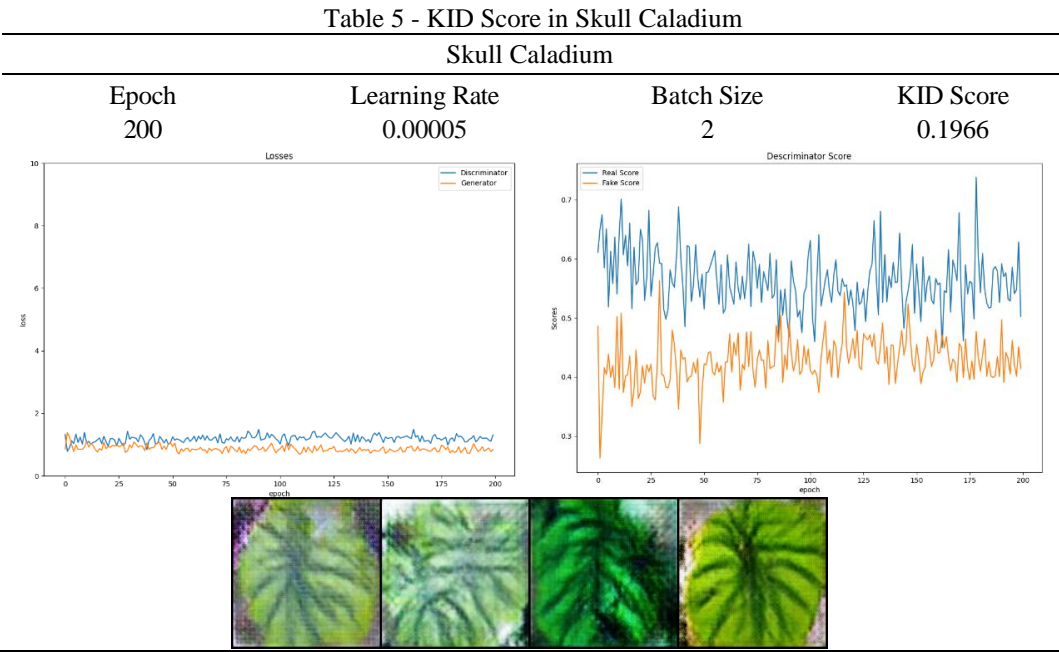 Table 5 - KID Score in Skull Caladium
Skull Caladium
Epoch Learning Rate Batch Size KID Score
200 0.00005 2 0.1966
Losses
10
8
6
4
2
0
loss
0 25 50 75 100 125 150 175 200
epoch
Discriminator
Generator
Descriminator Score
Real Score
Fake Score
0.7
0.6
0.5
0.4
0.3
Scores
0 25 50 75 100 125 150 175 200
epoch